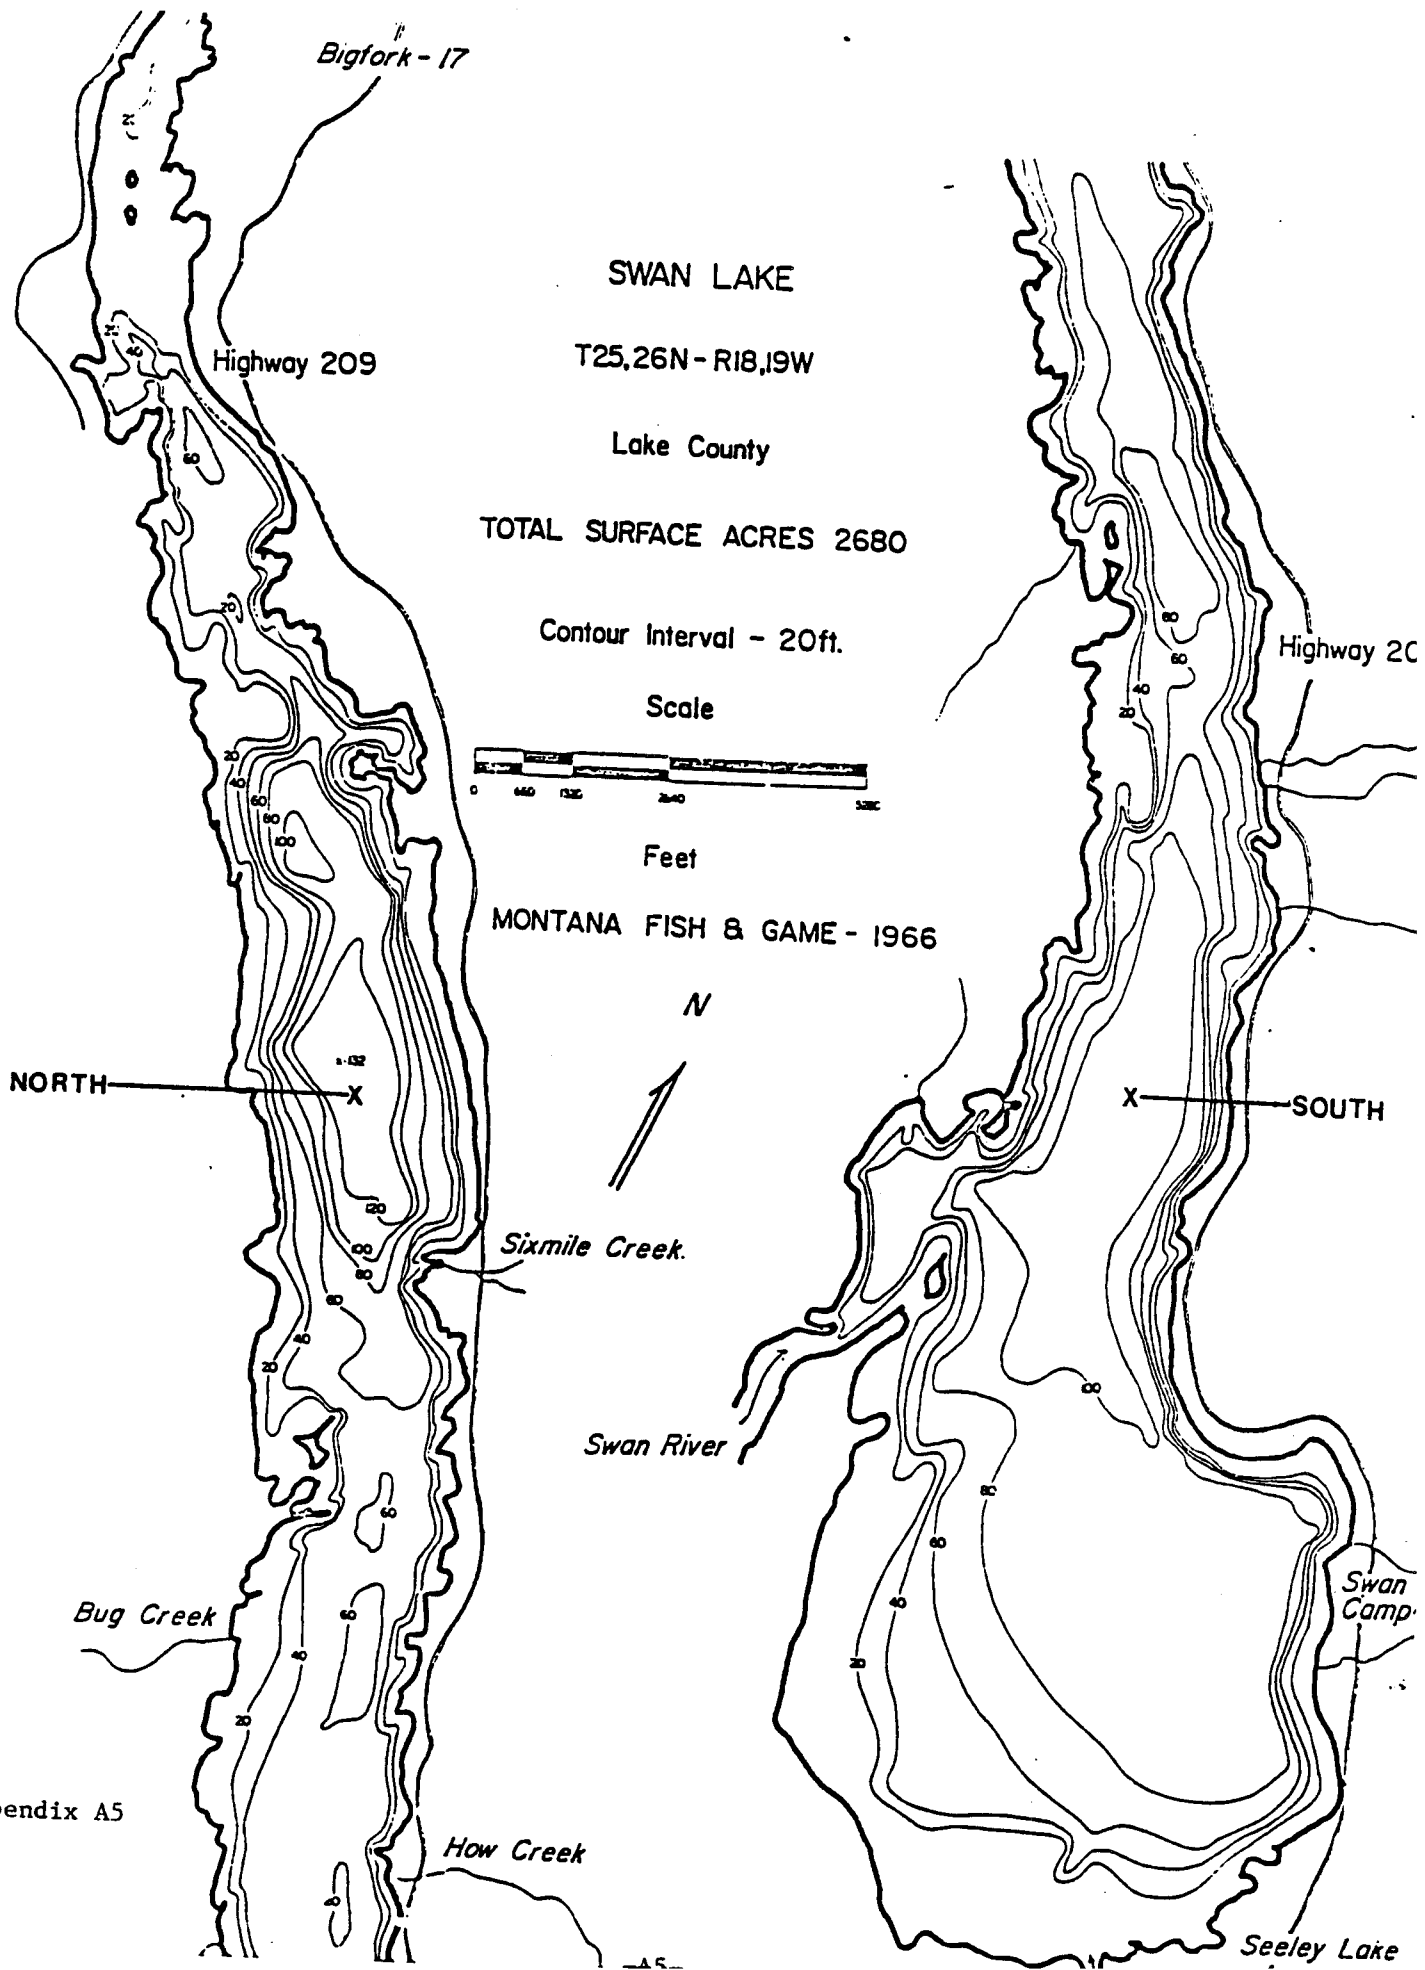 Bigfork - 17
SWAN LAKE
T25,26N - R18,19W
Highway 209
Lake County
TOTAL SURFACE ACRES 2680
Contour Interval - 20ft.
Highway 20
Scale
0 660 1320 2640 5280
Feet
MONTANA FISH & GAME - 1966
N
NORTH X
X SOUTH
Sixmile Creek.
Swan River
Bug Creek
Swan
Camp
endix A5
How Creek
Seeley Lake
-A5-
40
60
20
20
40
60
80
100
132
120
100
80
60
40
20
60
60
40
20
60
60
40
20
100
80
60
40
20